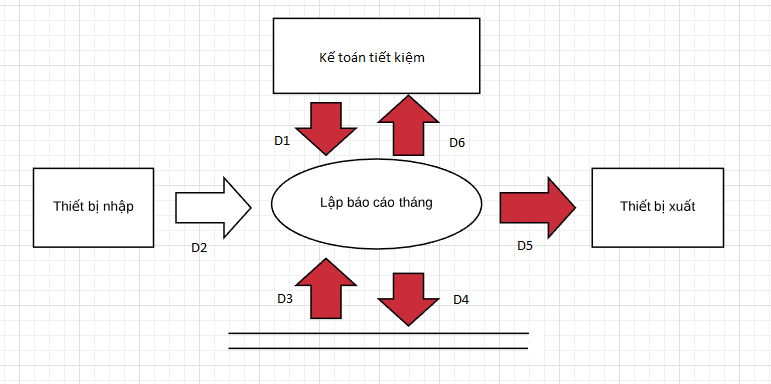 Kế toán tiết kiệm
D1
D6
Thiết bị nhập
Lập báo cáo tháng
Thiết bị xuất
D2
D5
D3
D4